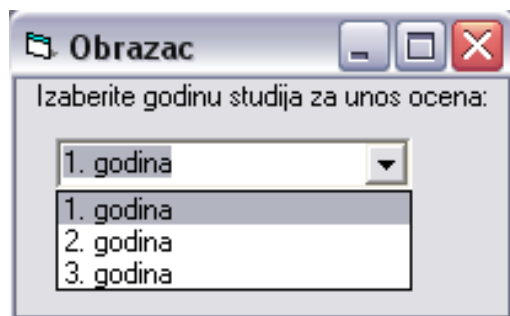 Obrazac
Izaberite godinu studija za unos ocena:
1. godina
1. godina
2. godina
3. godina